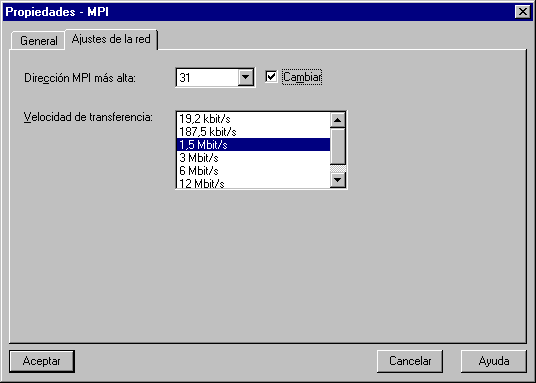 Propiedades - MPI
General
Ajustes de la red
Dirección MPI más alta:
31
Cambiar
Velocidad de transferencia:
19,2 kbit/s
187,5 kbit/s
1,5 Mbit/s
3 Mbit/s
6 Mbit/s
12 Mbit/s
Aceptar
Cancelar
Ayuda